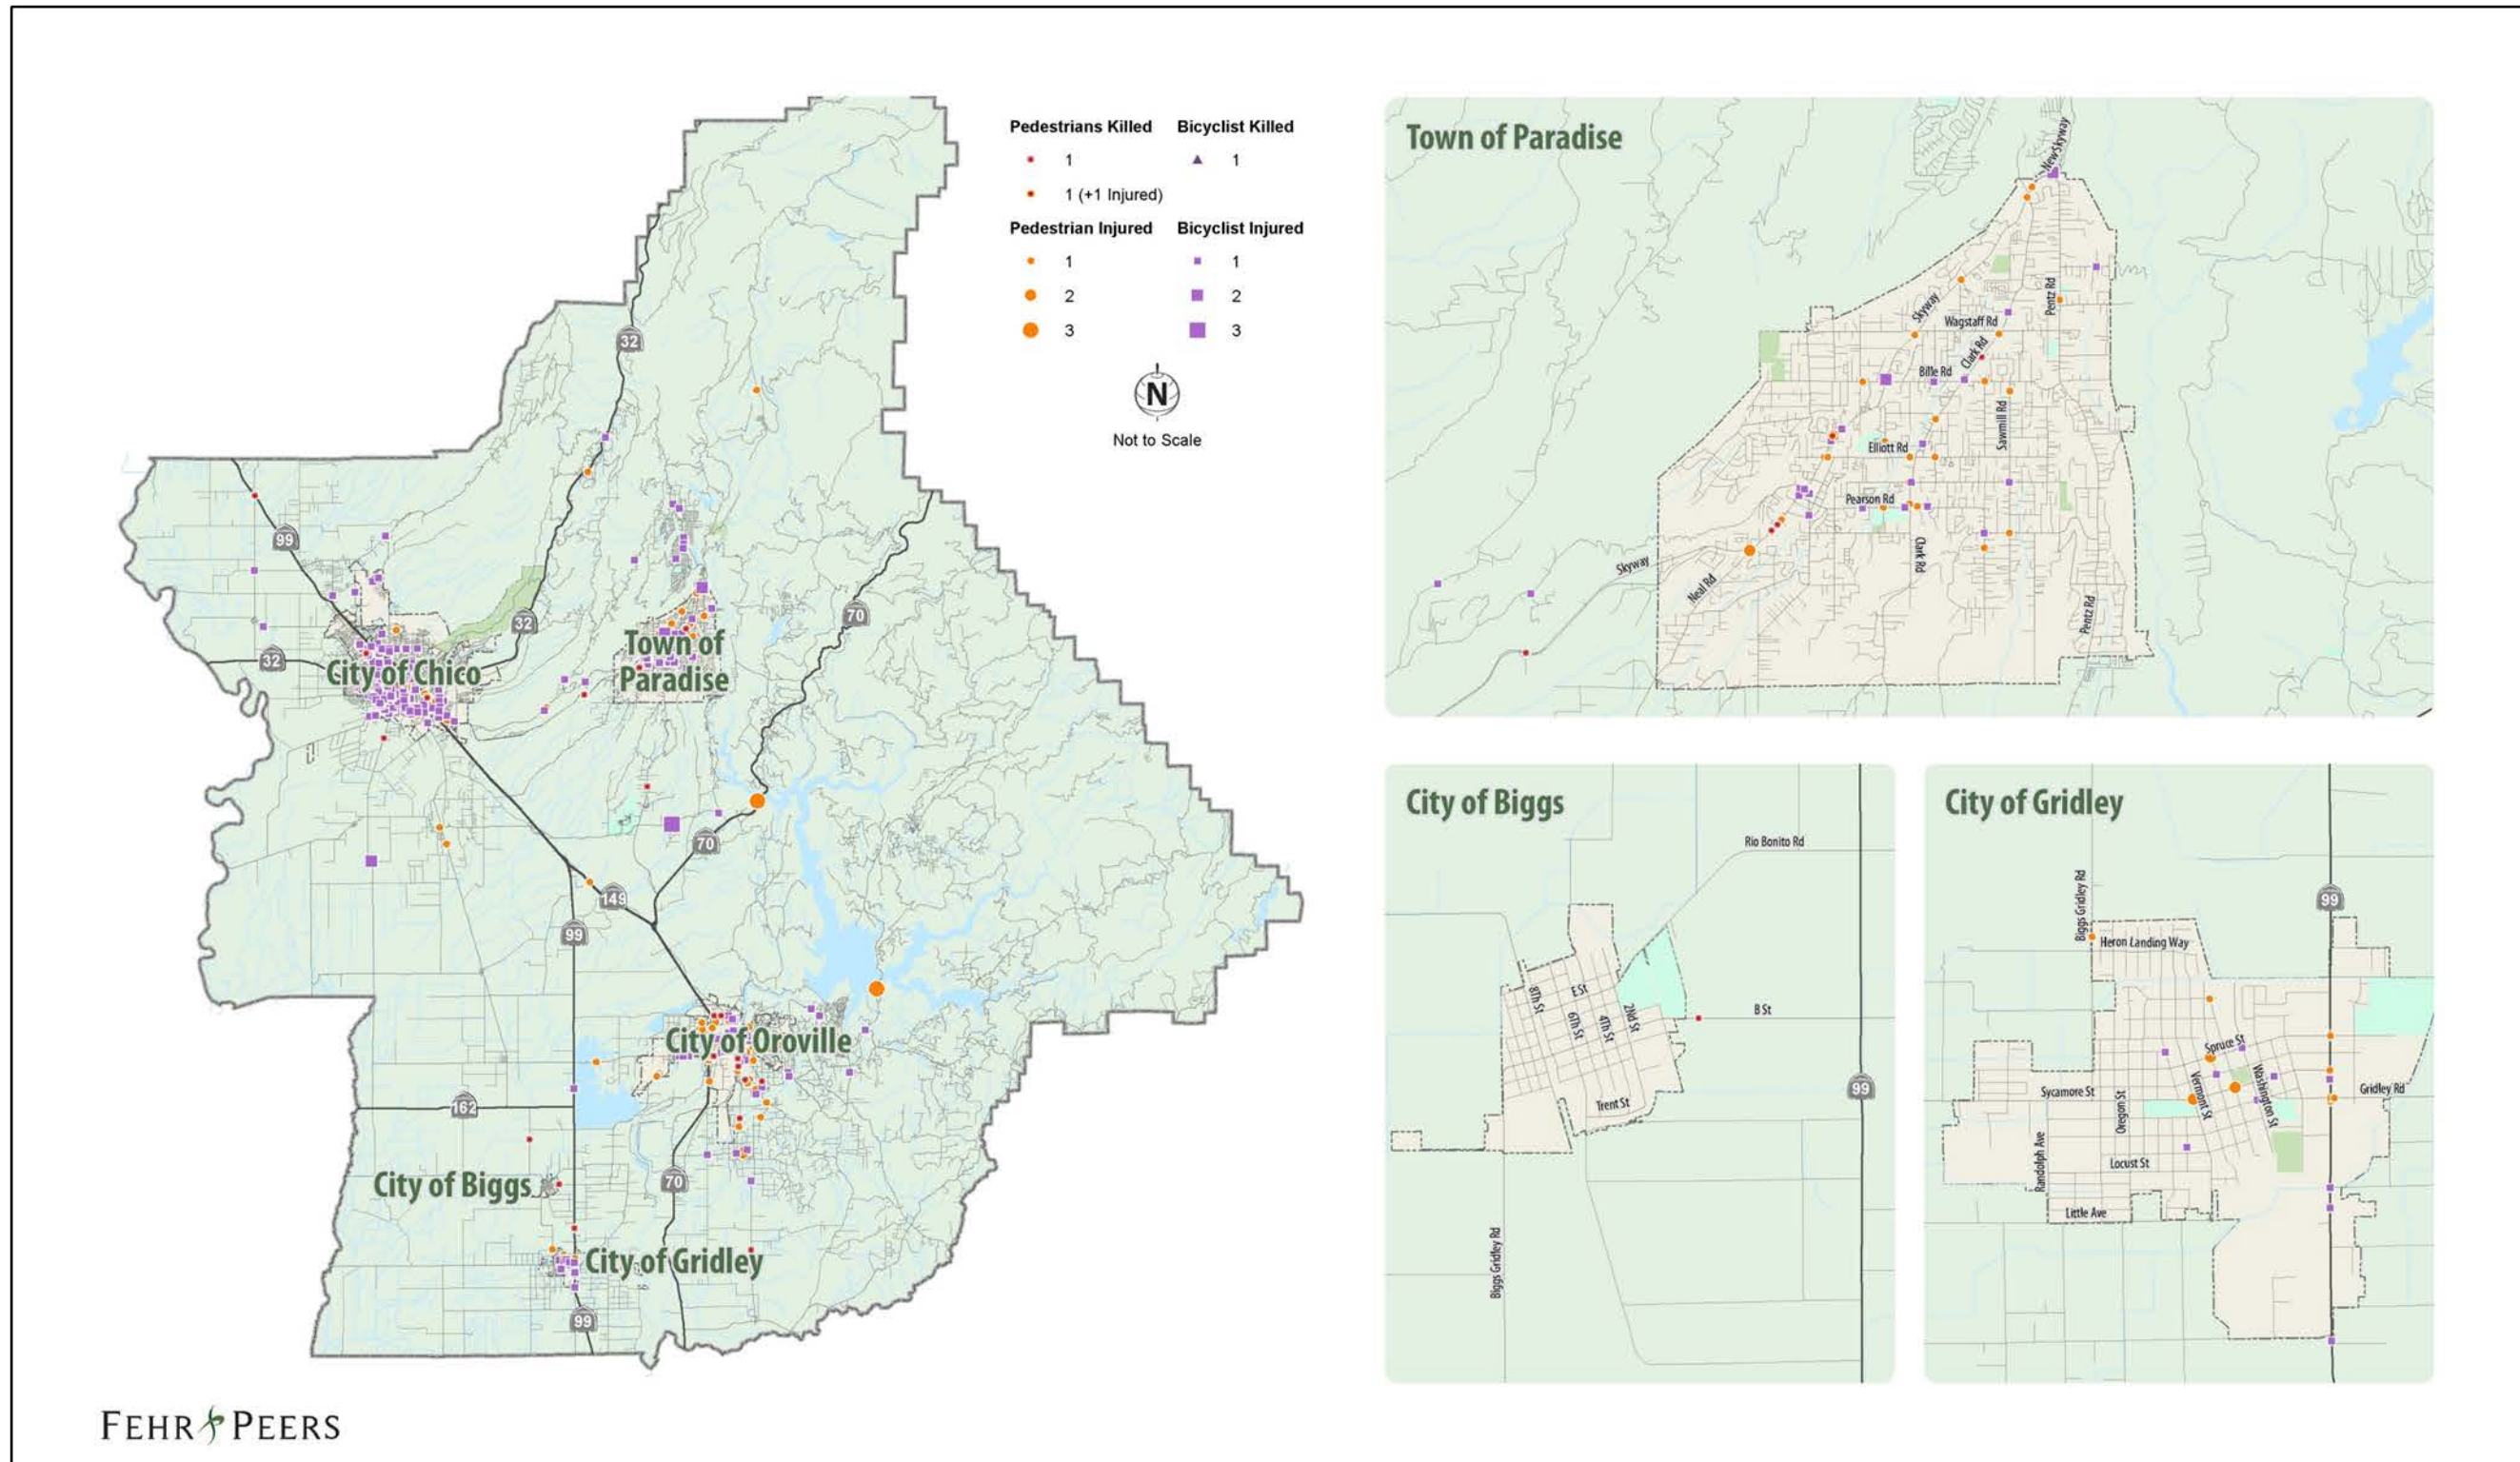 Pedestrians Killed
Bicyclist Killed
1
1
1 (+1 Injured)
Pedestrian Injured
Bicyclist Injured
1
1
2
2
3
3
N
Not to Scale
32
99
32
32
70
City of Chico
Town of
Paradise
70
149
99
City of Oroville
162
City of Biggs
70
City of Gridley
99
FEHR PEERS
Town of Paradise
New Skyway
Pentz Rd
Skyway
Wagstaff Rd
Clark Rd
Bille Rd
Sawmill Rd
Elliott Rd
Pearson Rd
Clark Rd
Skyway
Neal Rd
Pentz Rd
City of Biggs
Rio Bonito Rd
8Th St
E St
6Th St
4Th St
2Nd St
B St
99
Trent St
Biggs Gridley Rd
City of Gridley
Biggs Gridley Rd
99
Heron Landing Way
Spruce St
Sycamore St
Oregon St
Vermont St
Washington St
Gridley Rd
Randolph Ave
Locust St
Little Ave